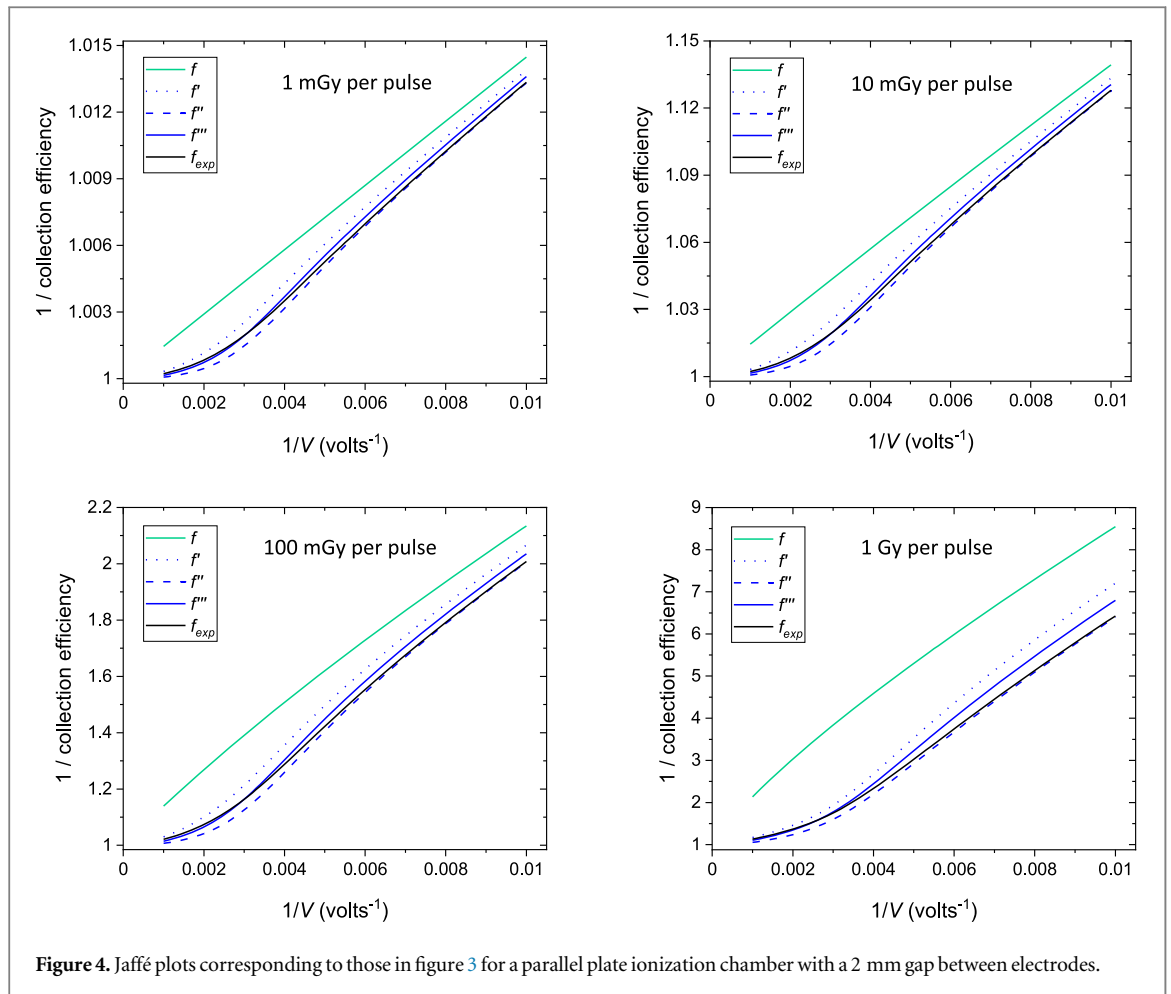 1.015
1.012
1.009
1.006
1.003
1
1 / collection efficiency
f
f'
f''
f'''
f_exp
1 mGy per pulse
0
0.002
0.004
0.006
0.008
0.01
1/V (volts⁻¹)
1.15
1.12
1.09
1.06
1.03
1
1 / collection efficiency
f
f'
f''
f'''
f_exp
10 mGy per pulse
0
0.002
0.004
0.006
0.008
0.01
1/V (volts⁻¹)
2.2
2
1.8
1.6
1.4
1.2
1
1 / collection efficiency
f
f'
f''
f'''
f_exp
100 mGy per pulse
0
0.002
0.004
0.006
0.008
0.01
1/V (volts⁻¹)
9
8
7
6
5
4
3
2
1
1 / collection efficiency
f
f'
f''
f'''
f_exp
1 Gy per pulse
0
0.002
0.004
0.006
0.008
0.01
1/V (volts⁻¹)
Figure 4. Jaffé plots corresponding to those in figure 3 for a parallel plate ionization chamber with a 2 mm gap between electrodes.